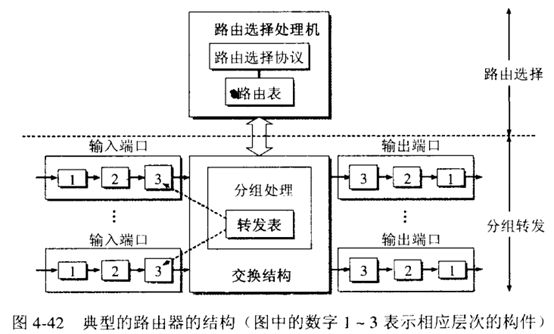 路由选择处理机
路由选择协议
路由表
路由选择
输入端口
输出端口
1 2 3
3 2 1
分组处理
转发表
分组转发
输入端口
输出端口
1 2 3
3 2 1
交换结构
图 4-42 典型的路由器的结构（图中的数字 1~3 表示相应层次的构件）